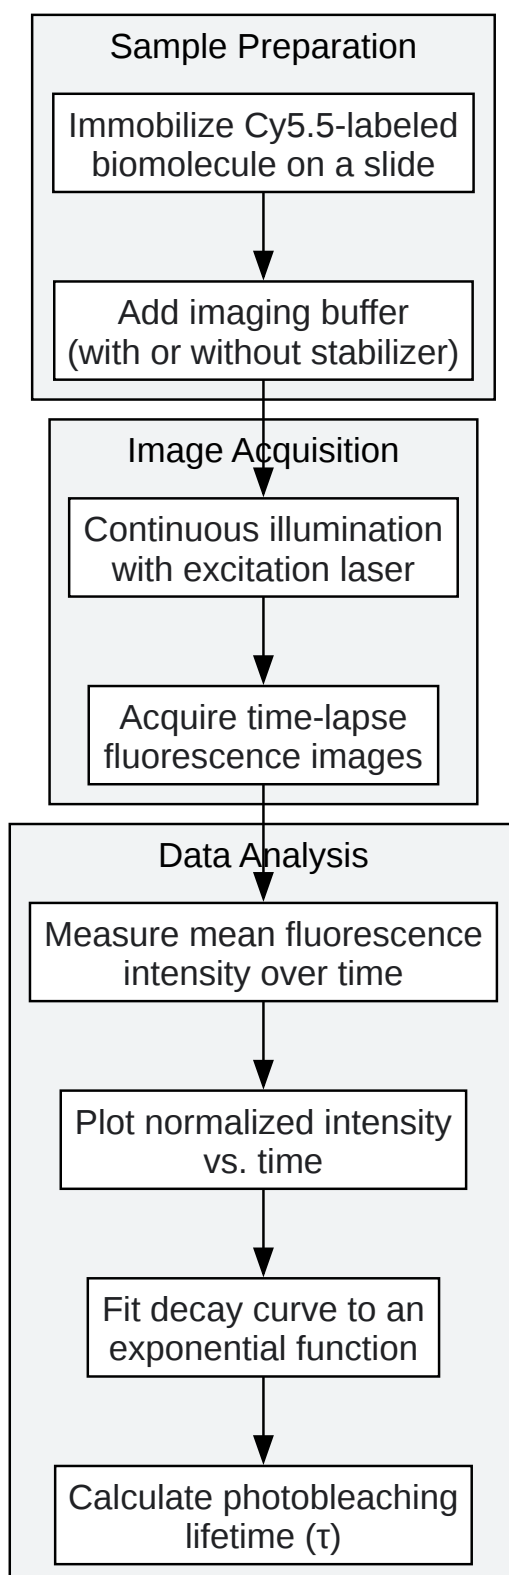 Sample Preparation
Immobilize Cy5.5-labeled
biomolecule on a slide
Add imaging buffer
(with or without stabilizer)
Image Acquisition
Continuous illumination
with excitation laser
Acquire time-lapse
fluorescence images
Data Analysis
Measure mean fluorescence
intensity over time
Plot normalized intensity
vs. time
Fit decay curve to an
exponential function
Calculate photobleaching
lifetime (τ)